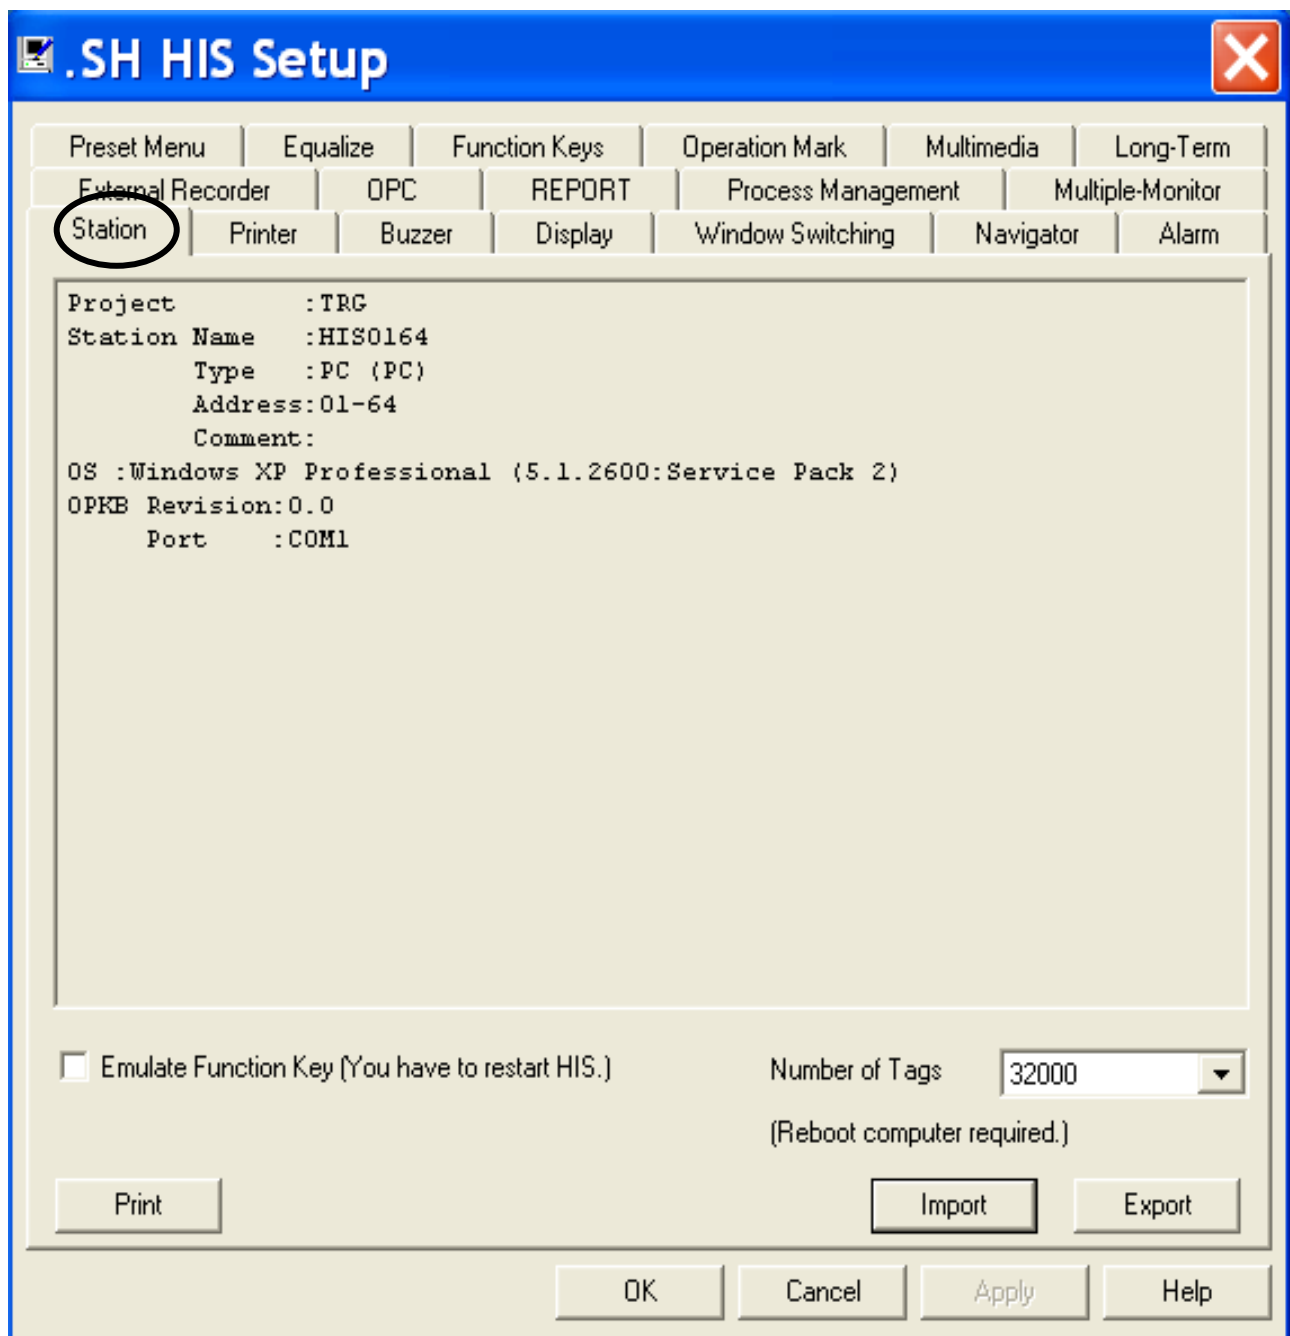 .SH HIS Setup
Preset Menu Equalize Function Keys Operation Mark Multimedia Long-Term
External Recorder OPC REPORT Process Management Multiple-Monitor
Station Printer Buzzer Display Window Switching Navigator Alarm
Project :TRG
Station Name :HIS0164
Type :PC (PC)
Address:01-64
Comment:
OS :Windows XP Professional (5.1.2600:Service Pack 2)
OPKB Revision:0.0
Port :COM1
Emulate Function Key (You have to restart HIS.) Number of Tags 32000
(Reboot computer required.)
Print Import Export
OK Cancel Apply Help